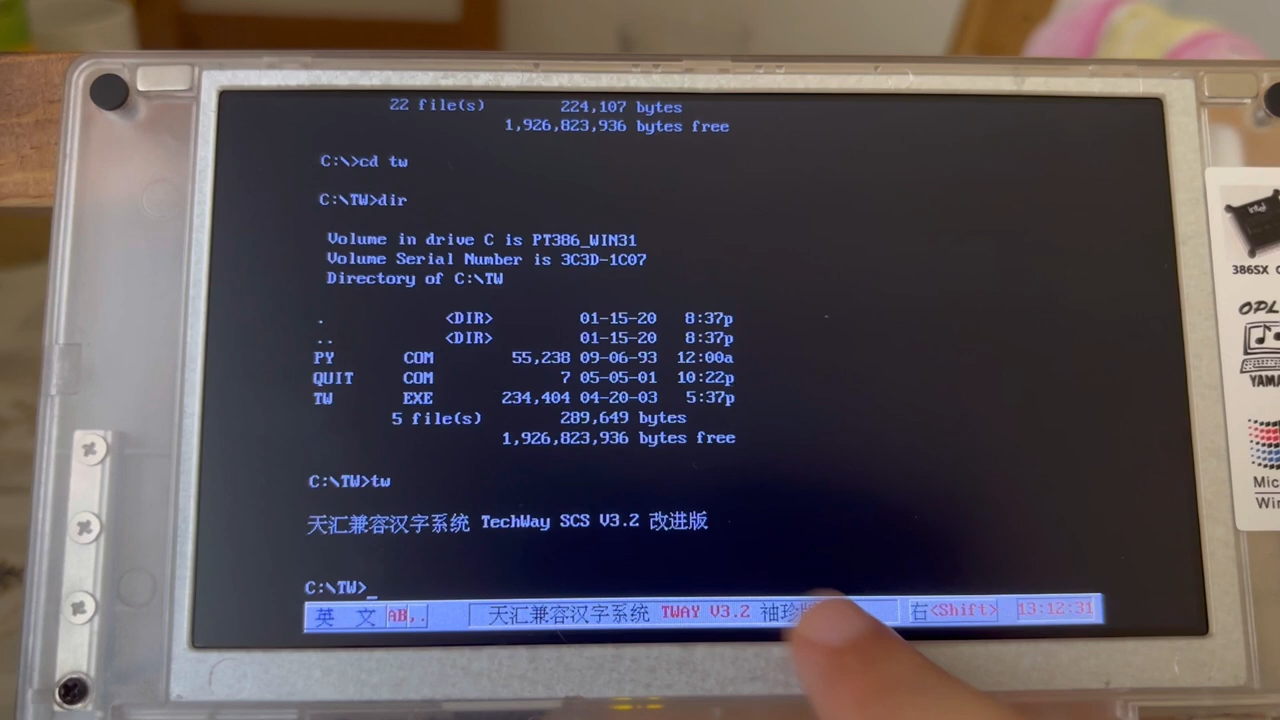 22 file(s) 224,107 bytes
1,926,823,936 bytes free
C:\>cd tw
C:\TW>dir
Volume in drive C is PT386_WIN31
Volume Serial Number is 3C3D-1C07
Directory of C:\TW
. <DIR> 01-15-20 8:37p
.. <DIR> 01-15-20 8:37p
PY COM 55,238 09-06-93 12:00a
QUIT COM 7 05-05-01 10:22p
TW EXE 234,404 04-20-03 5:37p
5 file(s) 289,649 bytes
1,926,823,936 bytes free
C:\TW>tw
天汇兼容汉字系统 TechWay SCS V3.2 改进版
C:\TW>_
英 文 AB,. 天汇兼容汉字系统 TWAY V3.2 袖珍 右<Shift> 13:12:31
intel
386SX